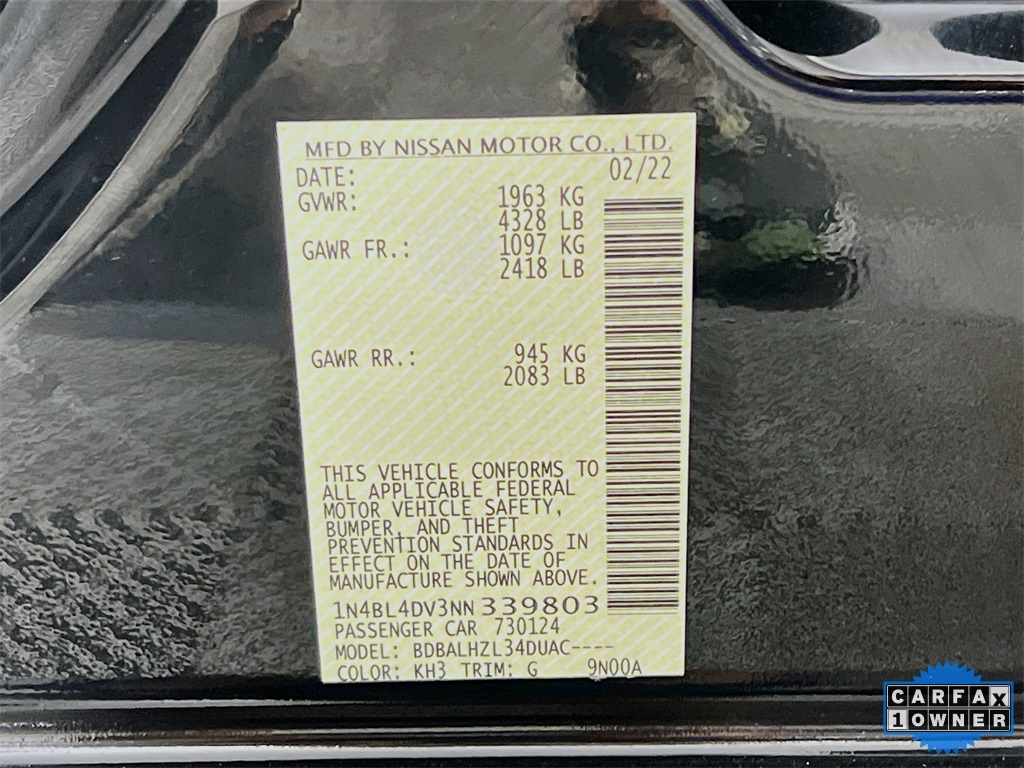 MFD BY NISSAN MOTOR CO., LTD.
DATE: 02/22
GVWR: 1963 KG
4328 LB
GAWR FR.: 1097 KG
2418 LB
GAWR RR.: 945 KG
2083 LB
THIS VEHICLE CONFORMS TO
ALL APPLICABLE FEDERAL
MOTOR VEHICLE SAFETY,
BUMPER, AND THEFT
PREVENTION STANDARDS IN
EFFECT ON THE DATE OF
MANUFACTURE SHOWN ABOVE.
1N4BL4DV3NN339803
PASSENGER CAR 730124
MODEL: BDBALHZL34DUAC----
COLOR: KH3 TRIM: G 9N00A
CARFAX
1 OWNER